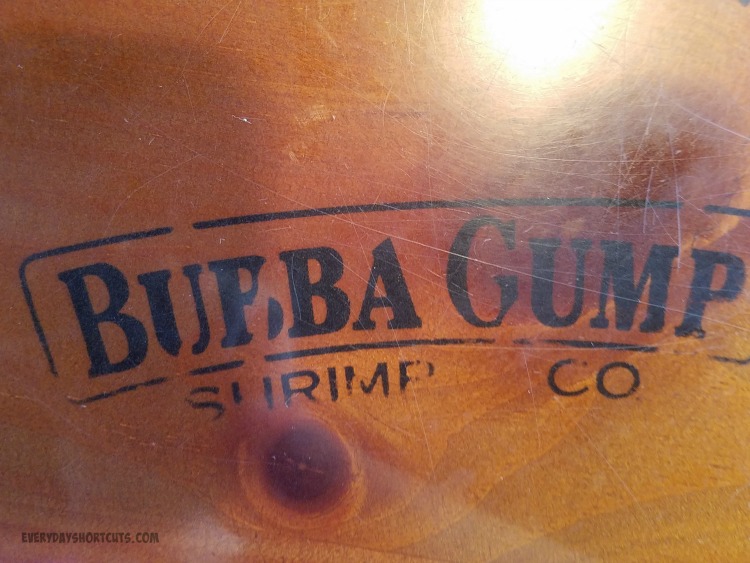 BUBBA GUMP
SHRIMP CO
EVERYDAYSHORTCUTS.COM